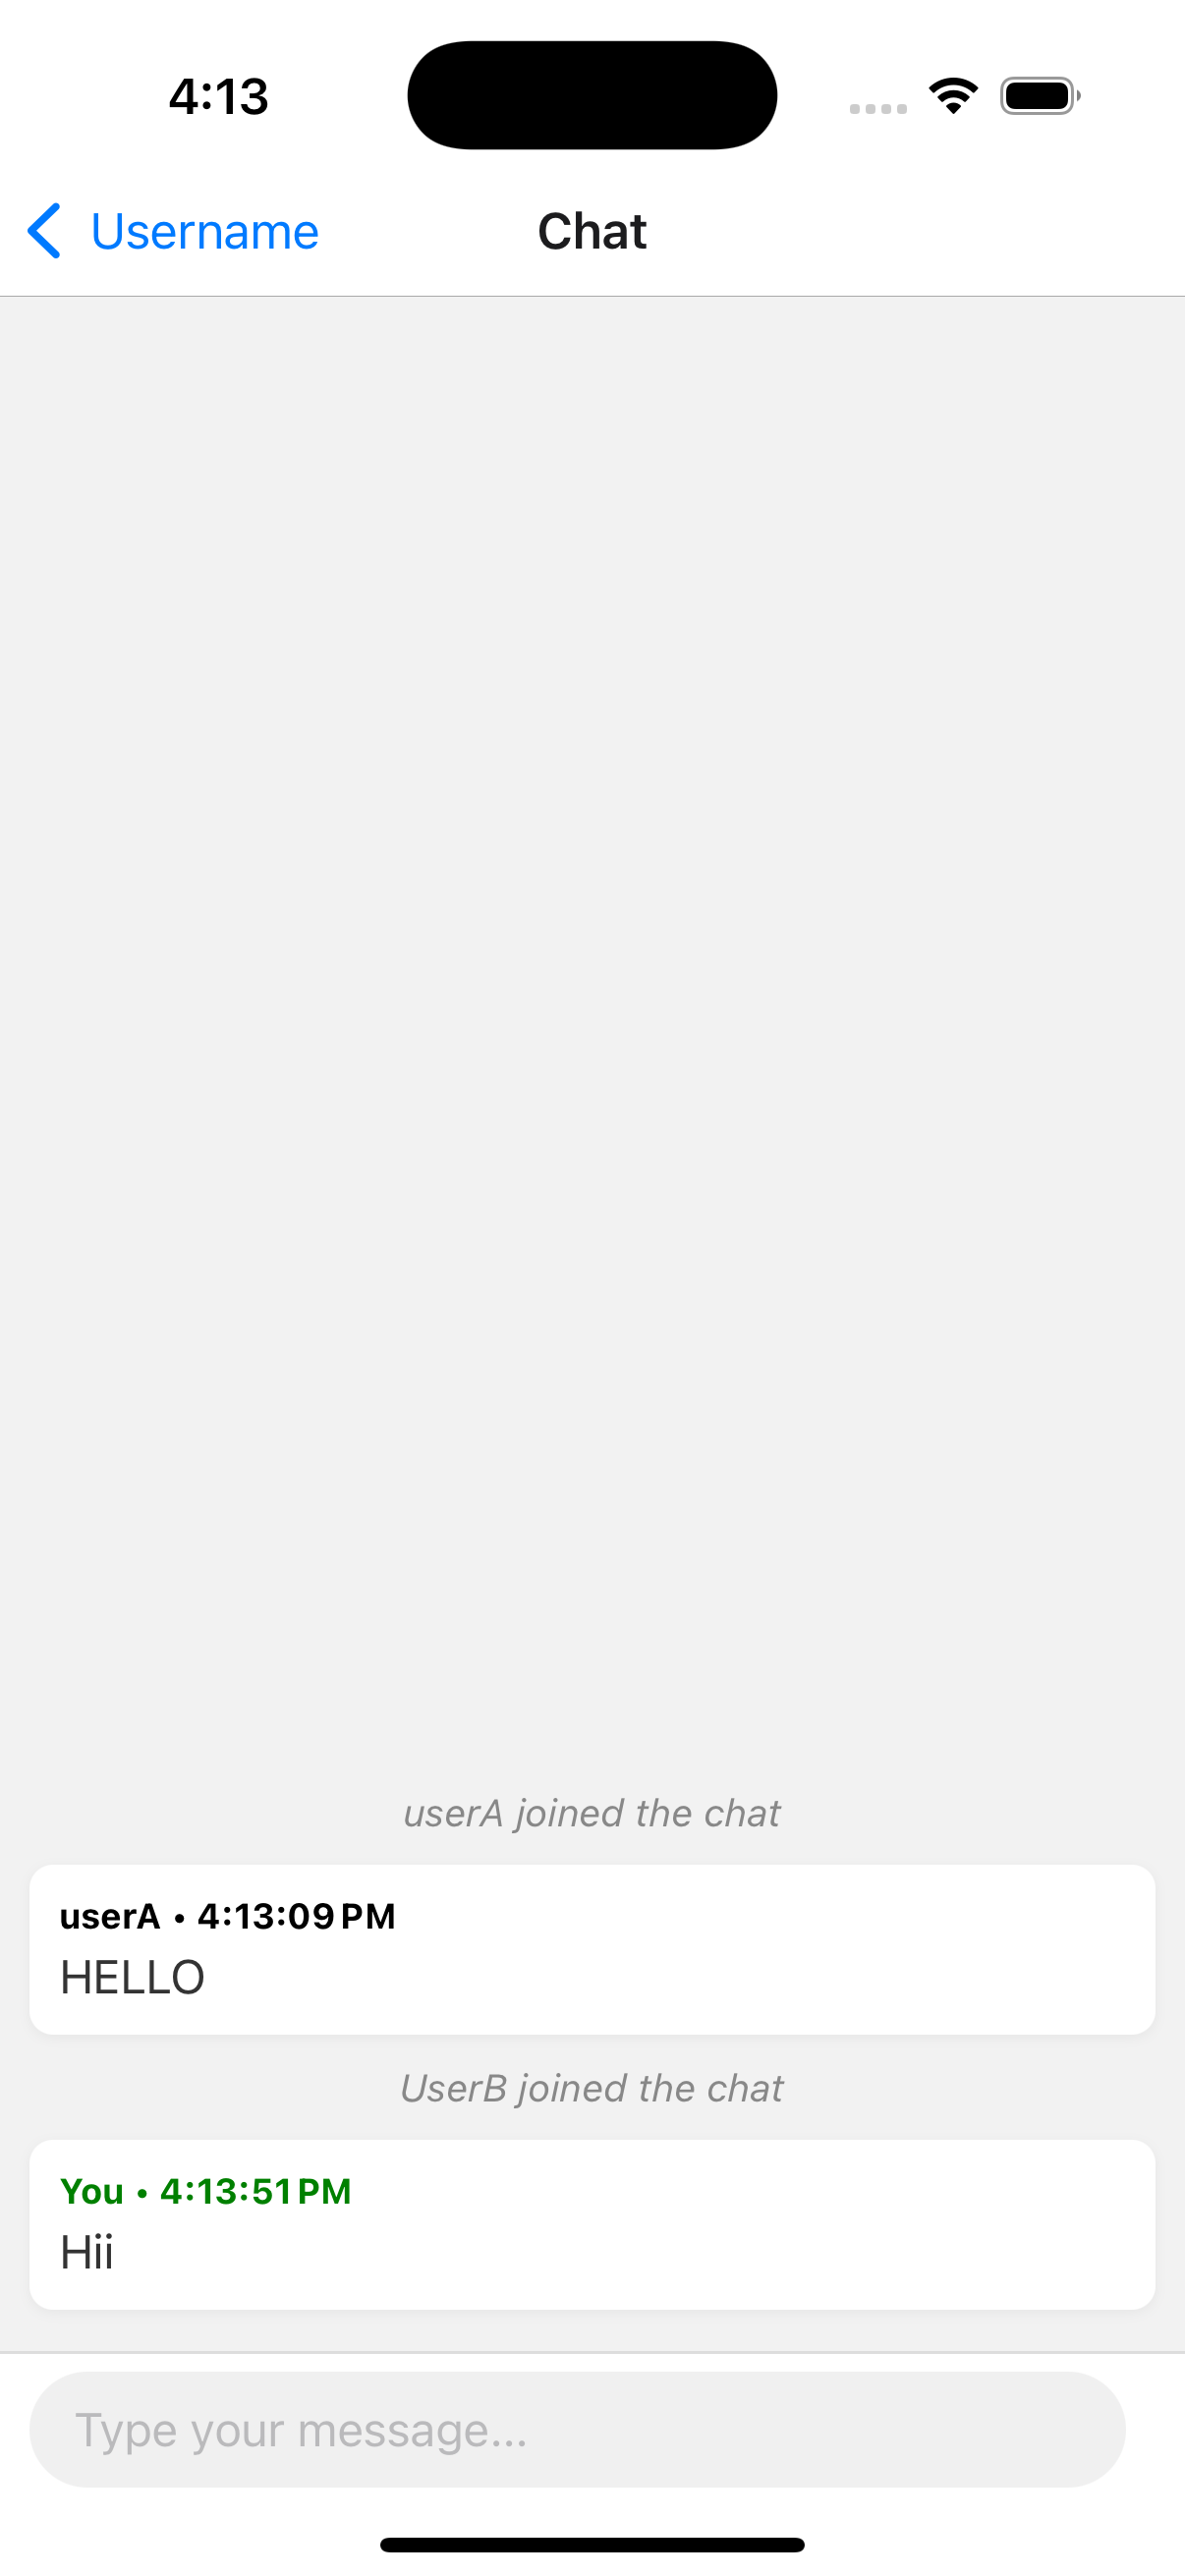 4:13
Username
Chat
userA joined the chat
userA • 4:13:09 PM
HELLO
UserB joined the chat
You • 4:13:51 PM
Hii
Type your message...